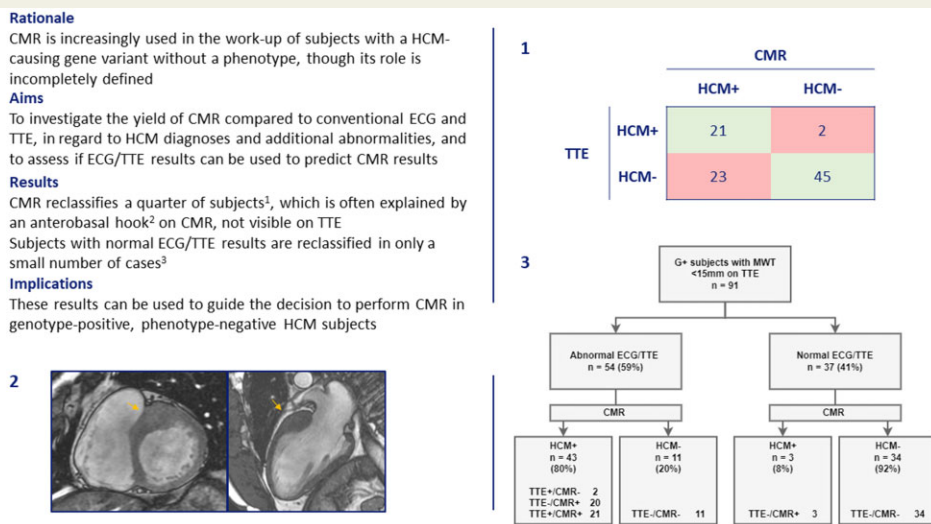 Rationale
CMR is increasingly used in the work-up of subjects with a HCM-
causing gene variant without a phenotype, though its role is
incompletely defined
Aims
To investigate the yield of CMR compared to conventional ECG and
TTE, in regard to HCM diagnoses and additional abnormalities, and
to assess if ECG/TTE results can be used to predict CMR results
Results
CMR reclassifies a quarter of subjects¹, which is often explained by
an anterobasal hook² on CMR, not visible on TTE
Subjects with normal ECG/TTE results are reclassified in only a
small number of cases³
Implications
These results can be used to guide the decision to perform CMR in
genotype-positive, phenotype-negative HCM subjects
2
1
CMR
HCM+ HCM-
TTE
HCM+ 21 2
HCM- 23 45
3
G+ subjects with MWT
<15mm on TTE
n = 91
Abnormal ECG/TTE
n = 54 (59%)
Normal ECG/TTE
n = 37 (41%)
CMR
CMR
HCM+
n = 43
(80%)
TTE+/CMR- 2
TTE-/CMR+ 20
TTE+/CMR+ 21
HCM-
n = 11
(20%)
TTE-/CMR- 11
HCM+
n = 3
(8%)
TTE-/CMR+ 3
HCM-
n = 34
(92%)
TTE-/CMR- 34